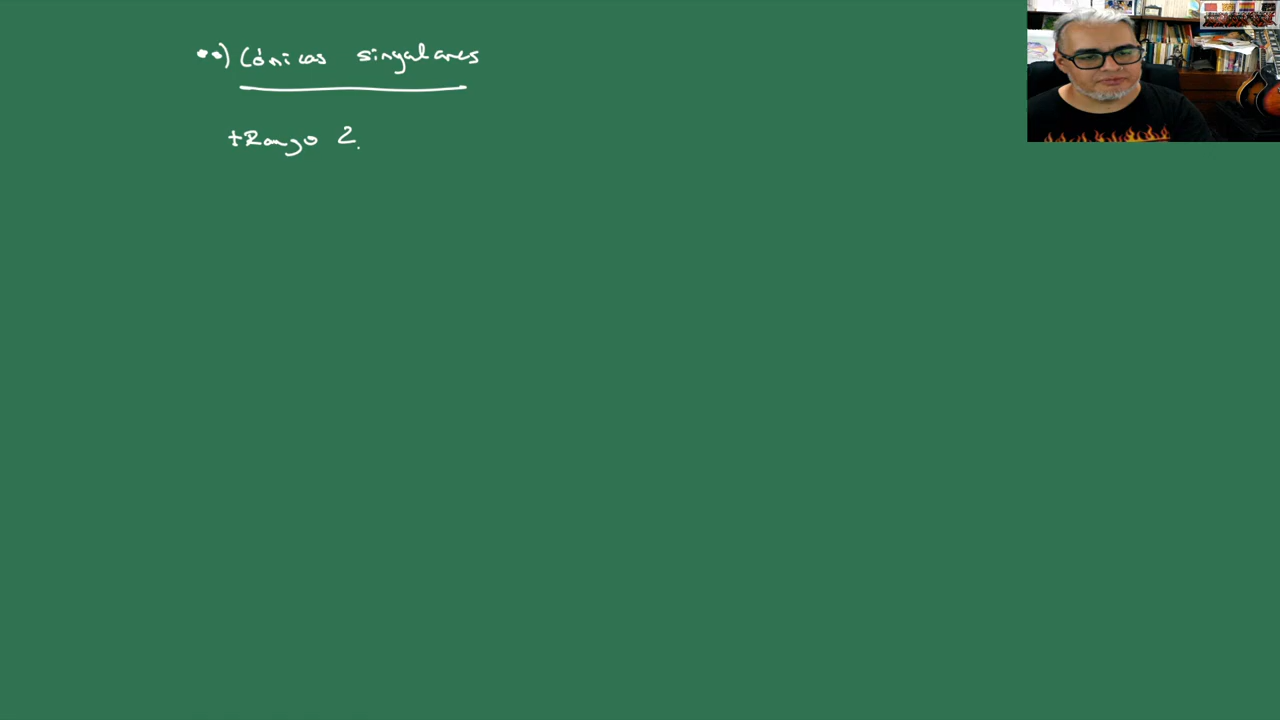 ••) Cónicas singulares
+Rango 2.